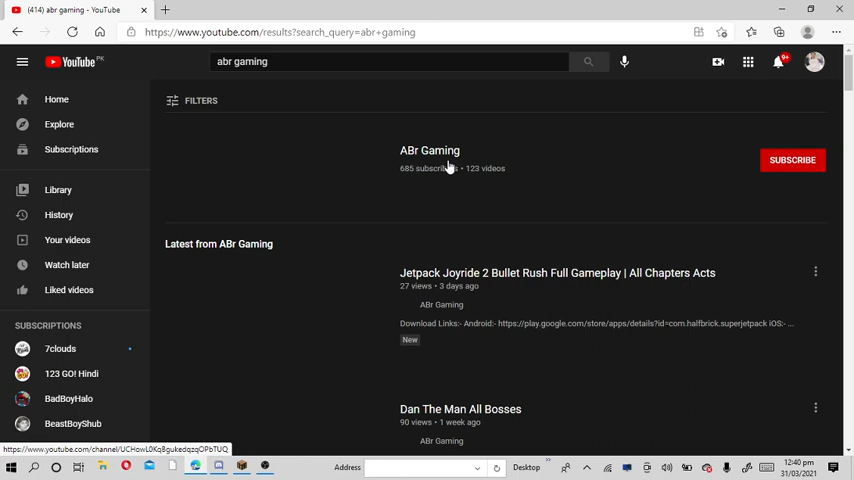 (414) abr gaming - YouTube
https://www.youtube.com/results?search_query=abr+gaming
YouTube PK
abr gaming
9+
Home
Explore
Subscriptions
Library
History
Your videos
Watch later
Liked videos
SUBSCRIPTIONS
7clouds
123 GO! Hindi
BadBoyHalo
BeastBoyShub
FILTERS
ABr Gaming
685 subscribers • 123 videos
SUBSCRIBE
Latest from ABr Gaming
Jetpack Joyride 2 Bullet Rush Full Gameplay | All Chapters Acts
27 views • 3 days ago
ABr Gaming
Download Links:- Android:- https://play.google.com/store/apps/details?id=com.halfbrick.superjetpack iOS:- ...
New
Dan The Man All Bosses
90 views • 1 week ago
ABr Gaming
https://www.youtube.com/channel/UCHowL0Kq8gukedqzqOPbTUQ
Address
Desktop
12:40 pm
31/03/2021